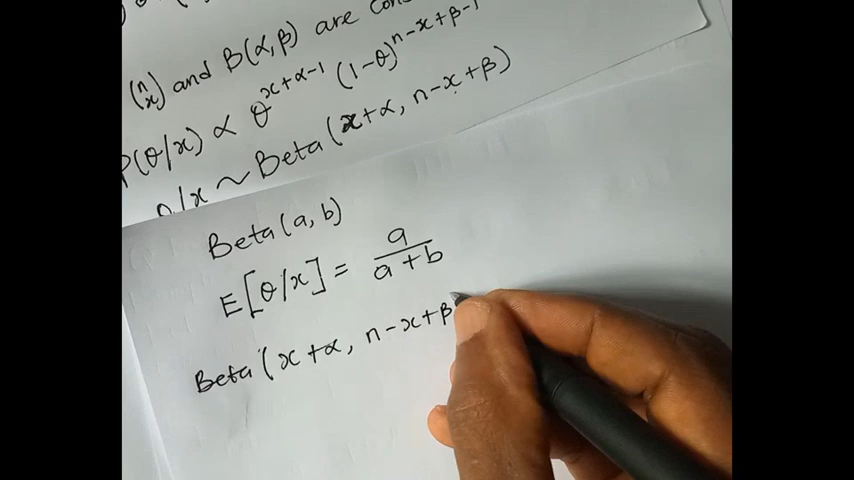 (n x) and B(α,β) are
P(θ/x) ∝ θ^x+α-1 (1-θ)^n-x+β-1
θ/x ~ Beta(x+α, n-x+β)
Beta(a, b)
E[θ/x] = a/a+b
Beta(x+α, n-x+β